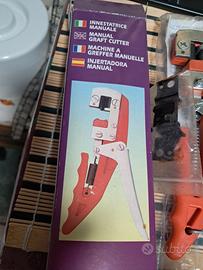 INNESTATRICE
MANUALE
MANUAL
GRAFT CUTTER
MACHINE A
GREFFER MANUELLE
INJERTADORA
MANUAL
subito